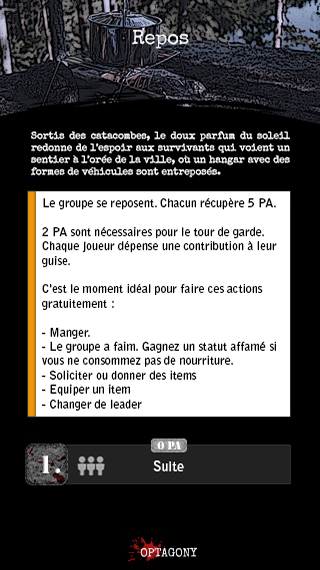 Repos
Sortis des catacombes, le doux parfum du soleil
redonne de l'espoir aux survivants qui voient un
sentier à l'orée de la ville, où un hangar avec des
formes de véhicules sont entreposés.
Le groupe se reposent. Chacun récupère 5 PA.
2 PA sont nécessaires pour le tour de garde.
Chaque joueur dépense une contribution à leur
guise.
C'est le moment idéal pour faire ces actions
gratuitement :
- Manger.
- Le groupe a faim. Gagnez un statut affamé si
vous ne consommez pas de nourriture.
- Soliciter ou donner des items
- Equiper un item
- Changer de leader
0 PA
1. Suite
OPTAGONY